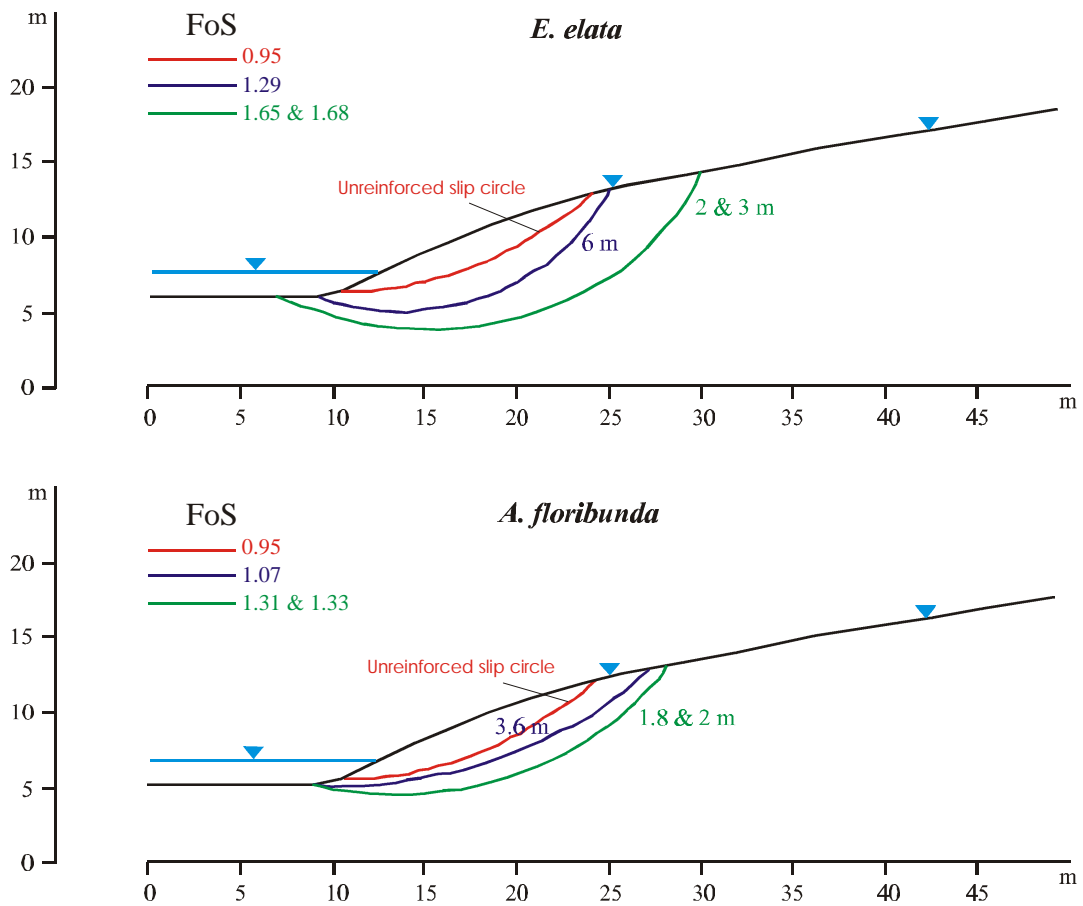 m
FoS
E. elata
0.95
1.29
1.65 & 1.68
20
15
10
5
0
Unreinforced slip circle
2 & 3 m
6 m
0 5 10 15 20 25 30 35 40 45 m
m
FoS
A. floribunda
0.95
1.07
1.31 & 1.33
20
15
10
5
0
Unreinforced slip circle
3.6 m
1.8 & 2 m
0 5 10 15 20 25 30 35 40 45 m